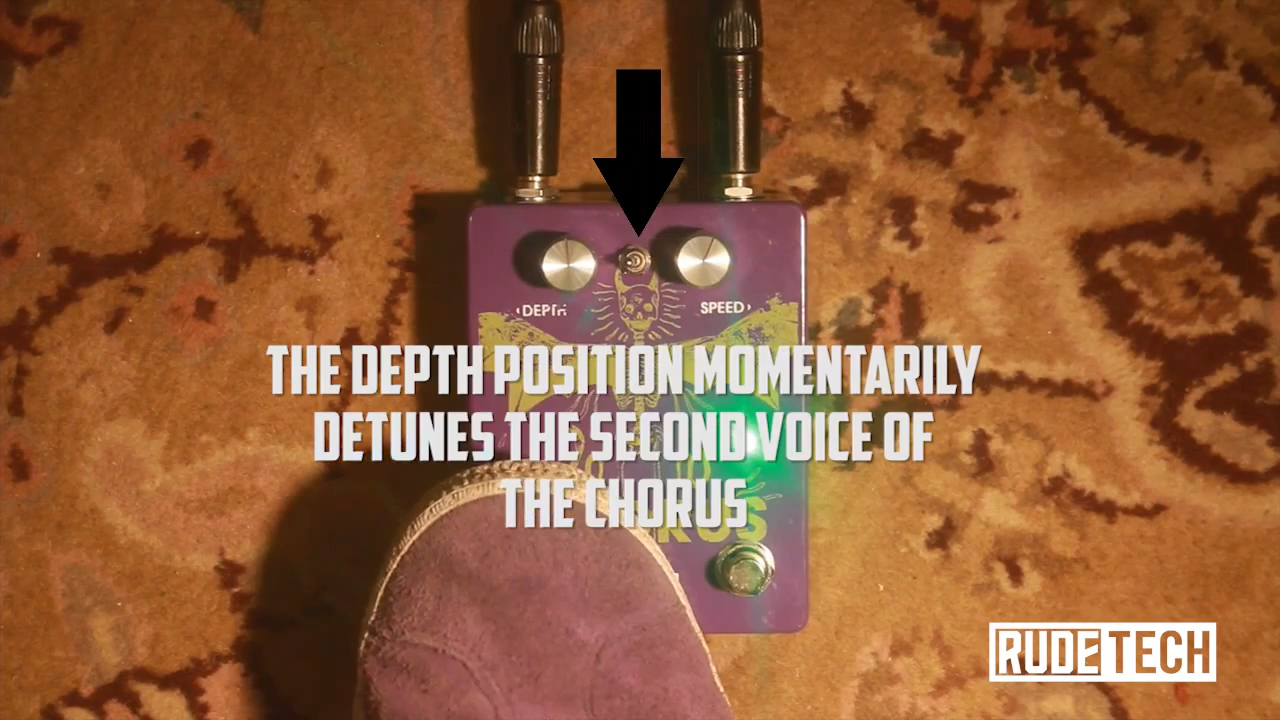 DEPTH
SPEED
THE DEPTH POSITION MOMENTARILY
DETUNES THE SECOND VOICE OF
THE CHORUS
RUDETECH